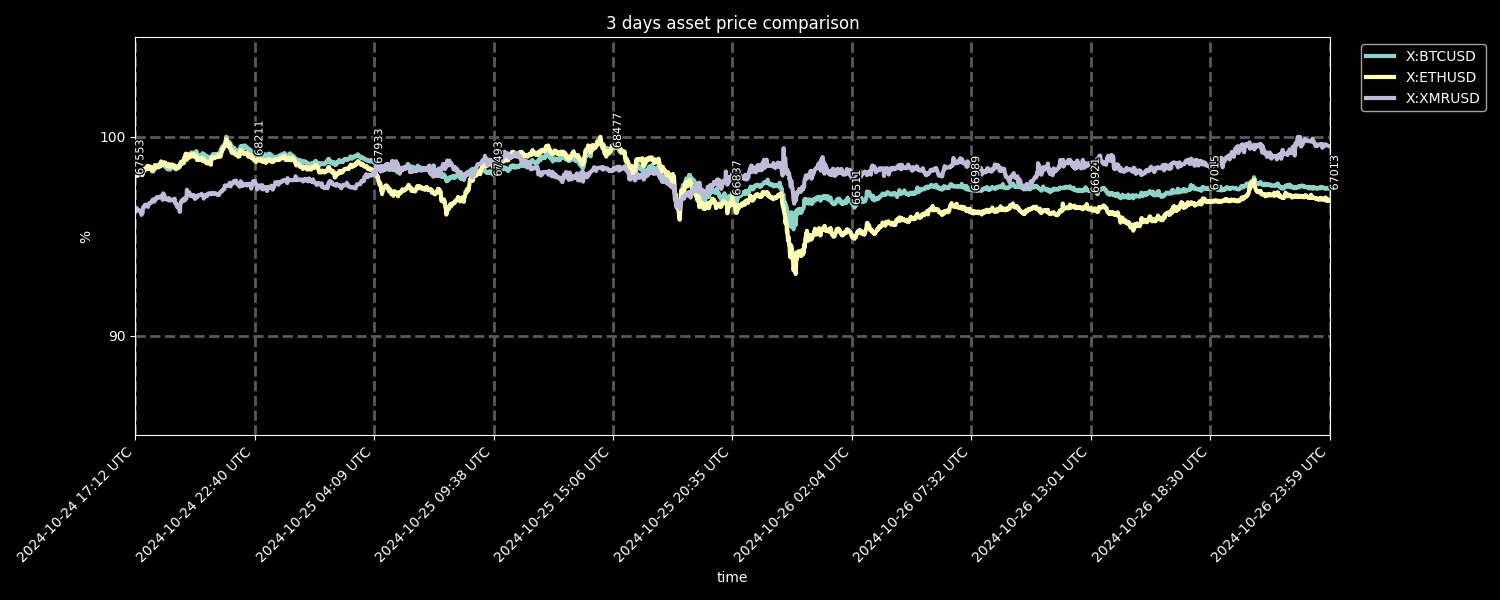 3 days asset price comparison
X:BTCUSD
X:ETHUSD
X:XMRUSD
100
90
%
67553
68211
67933
67493
68477
66837
66511
66989
66921
67015
67013
2024-10-24 17:12 UTC
2024-10-24 22:40 UTC
2024-10-25 04:09 UTC
2024-10-25 09:38 UTC
2024-10-25 15:06 UTC
2024-10-25 20:35 UTC
2024-10-26 02:04 UTC
2024-10-26 07:32 UTC
2024-10-26 13:01 UTC
2024-10-26 18:30 UTC
2024-10-26 23:59 UTC
time